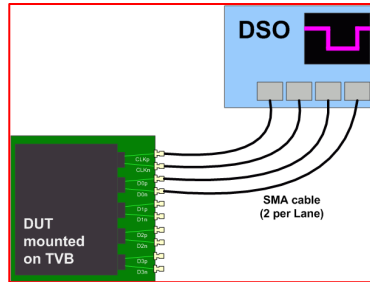 DSO
CLKp
CLKn
D0p
D0n
D1p
D1n
D2p
D2n
D3p
D3n
SMA cable
(2 per Lane)
DUT
mounted
on TVB